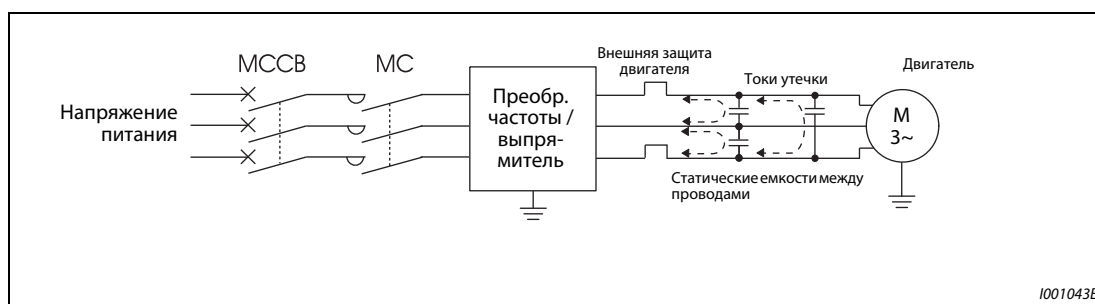 MCCB
MC
Внешняя защита
двигателя
Токи утечки
Двигатель
Напряжение
питания
Преобр.
частоты /
выпря-
митель
M
3~
Статические емкости между
проводами
I001043E